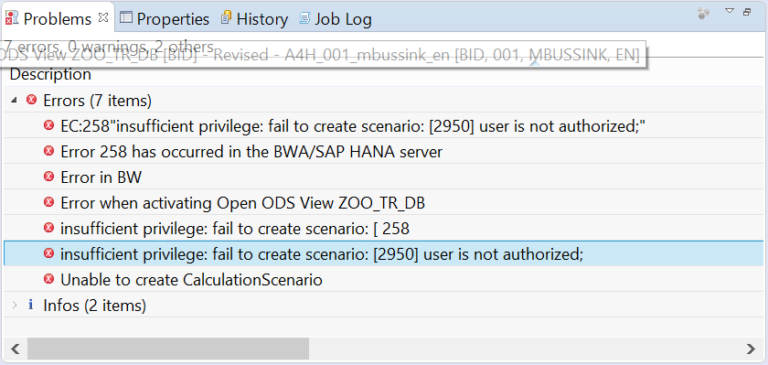 Problems Properties History Job Log
7 errors, 0 warnings, 2 others
ODS View ZOO_TR_DB [BID] - Revised - A4H_001_mbussink_en [BID, 001, MBUSSINK, EN]
Description
Errors (7 items)
EC:258"insufficient privilege: fail to create scenario: [2950] user is not authorized;"
Error 258 has occurred in the BWA/SAP HANA server
Error in BW
Error when activating Open ODS View ZOO_TR_DB
insufficient privilege: fail to create scenario: [ 258
insufficient privilege: fail to create scenario: [2950] user is not authorized;
Unable to create CalculationScenario
i Infos (2 items)